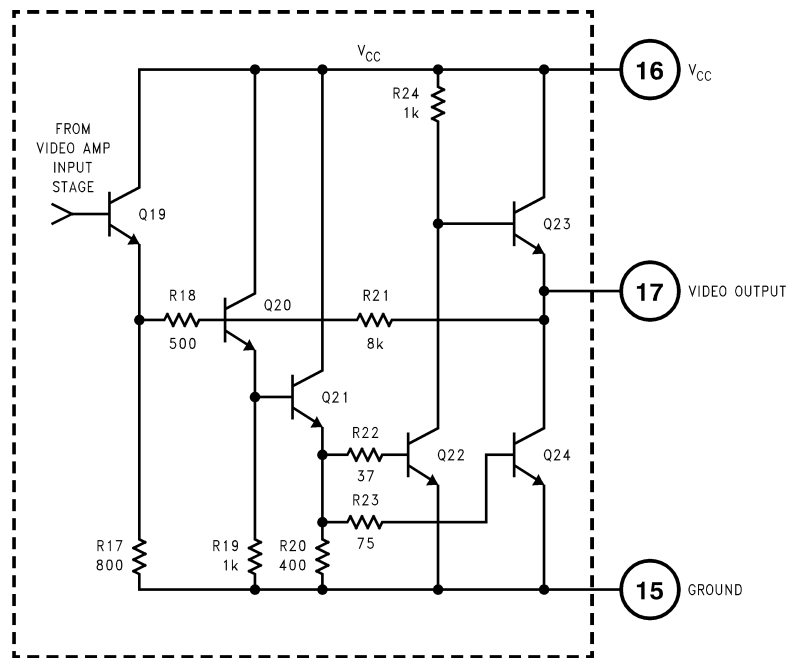 V_CC
16
V_CC
R24
1k
FROM
VIDEO AMP
INPUT
STAGE
Q19
Q23
17
VIDEO OUTPUT
R18
500
Q20
R21
8k
Q21
R22
37
Q22
Q24
R23
75
R17
800
R19
1k
R20
400
15
GROUND